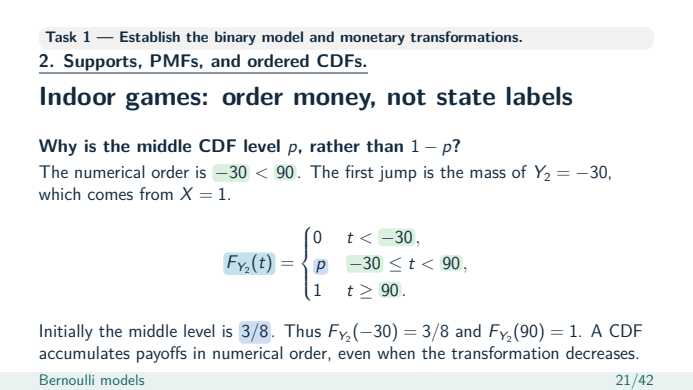 Task 1 — Establish the binary model and monetary transformations.
2. Supports, PMFs, and ordered CDFs.
Indoor games: order money, not state labels
Why is the middle CDF level p, rather than 1 − p?
The numerical order is −30 < 90. The first jump is the mass of Y₂ = −30,
which comes from X = 1.
0 t < −30,
F_{Y₂}(t) = { p −30 ≤ t < 90,
1 t ≥ 90.
Initially the middle level is 3/8. Thus F_{Y₂}(−30) = 3/8 and F_{Y₂}(90) = 1. A CDF
accumulates payoffs in numerical order, even when the transformation decreases.
Bernoulli models 21/42